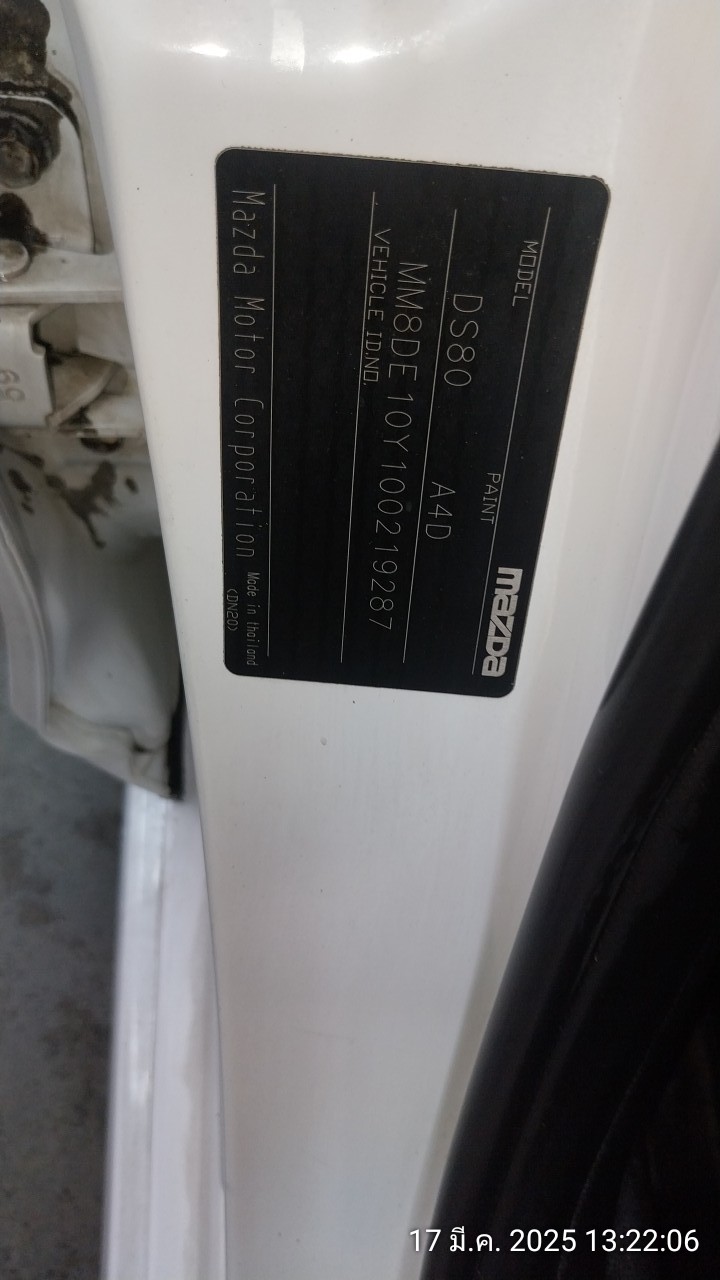 mazda
MODEL PAINT
DS80 A4D
MM8DE10Y100219287
VEHICLE ID.NO.
Mazda Motor Corporation Made in thailand
(DN20)
69
17 มี.ค. 2025 13:22:06